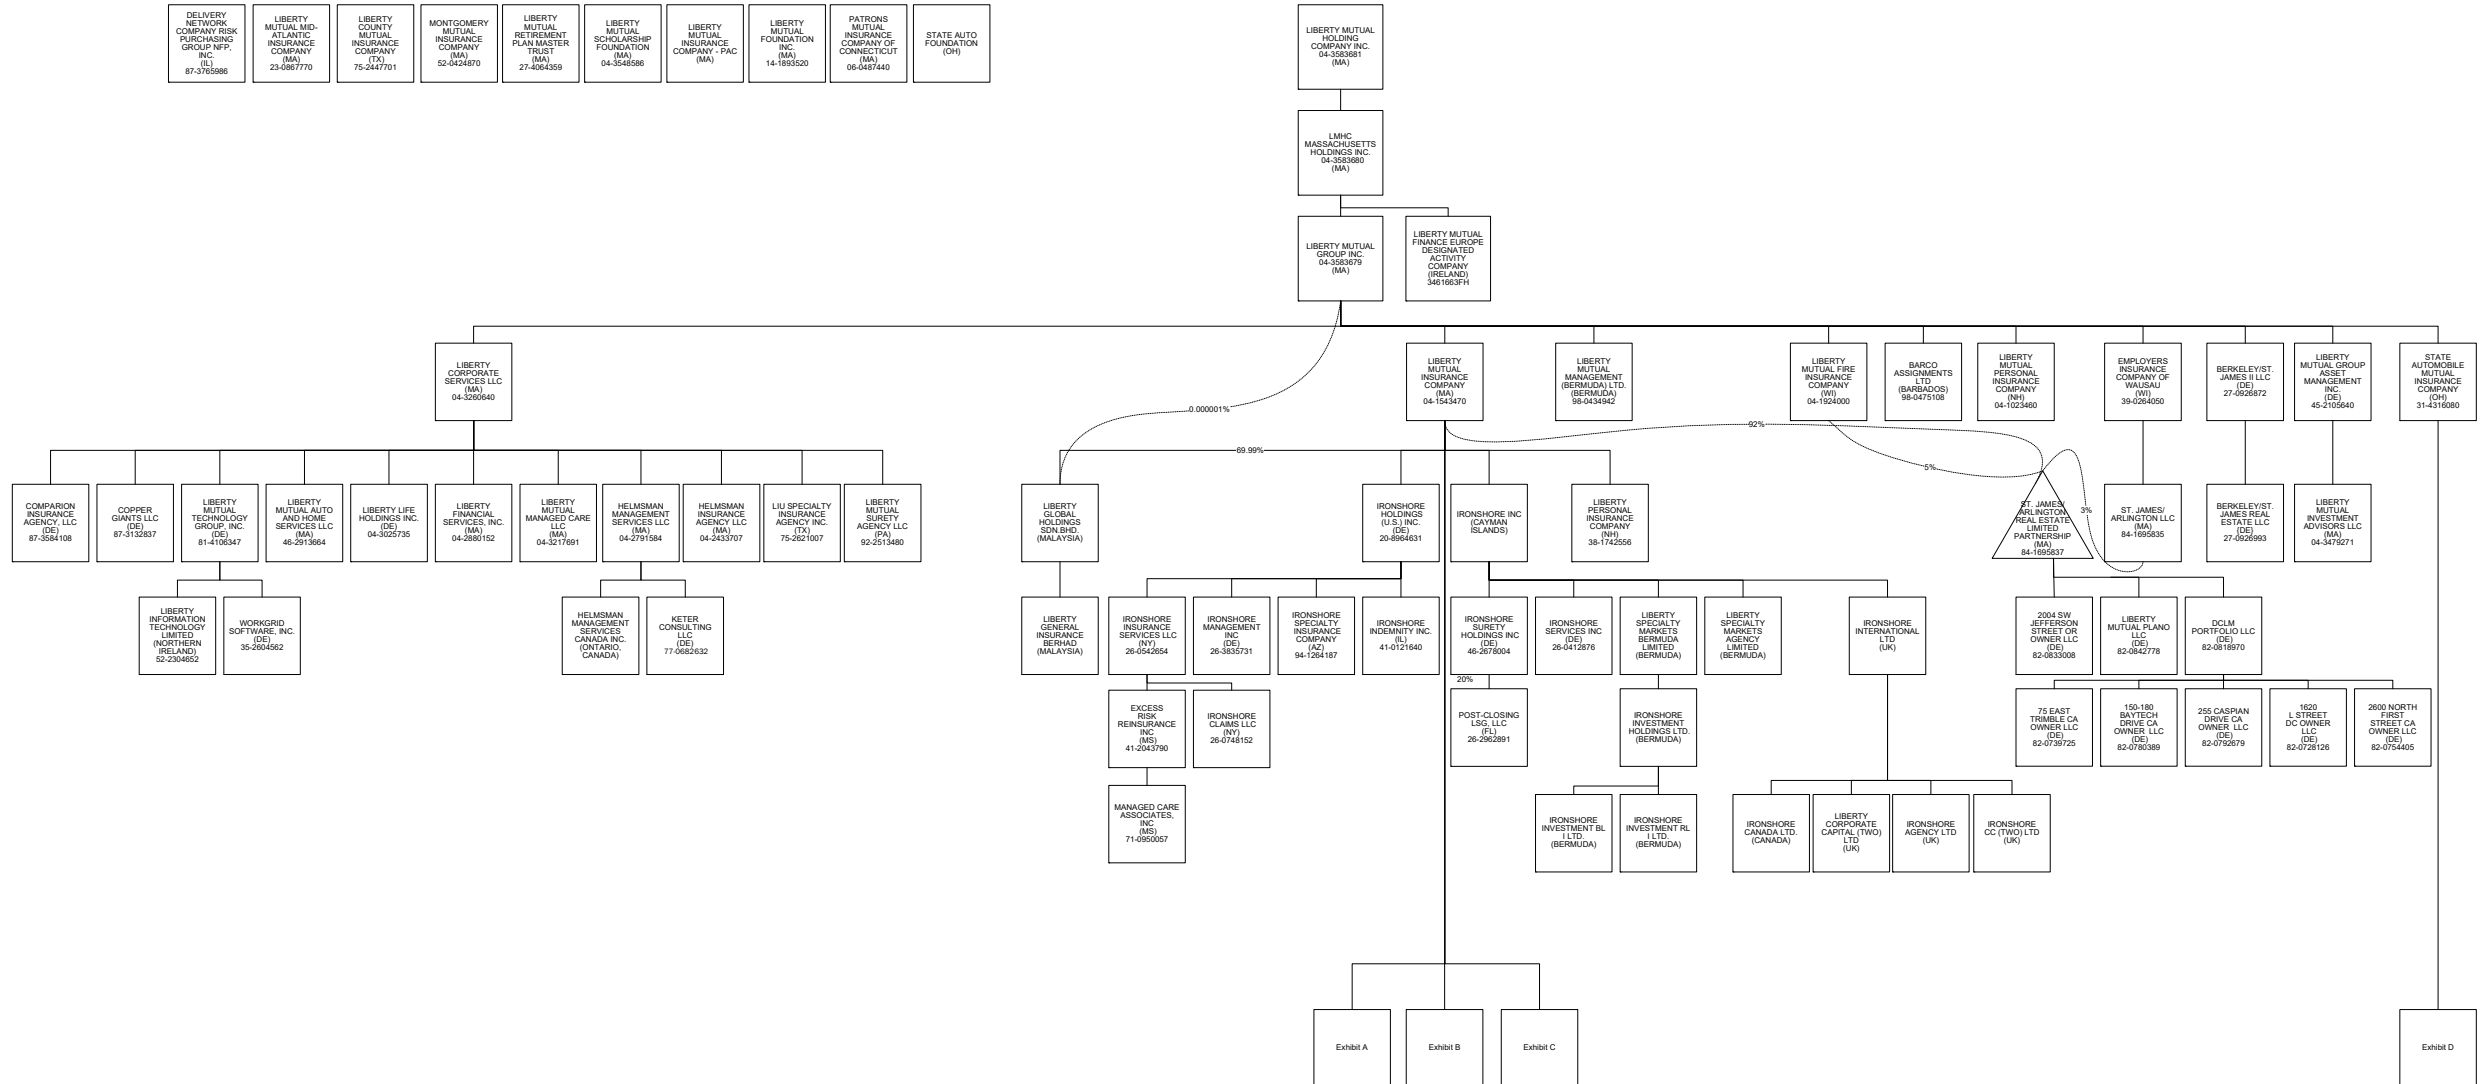 DELIVERY
NETWORK
COMPANY RISK
PURCHASING
GROUP NFP,
INC.
(IL)
87-3765986
LIBERTY
MUTUAL MID-
ATLANTIC
INSURANCE
COMPANY
(MA)
23-0867770
LIBERTY
COUNTY
MUTUAL
INSURANCE
COMPANY
(TX)
75-2447701
MONTGOMERY
MUTUAL
INSURANCE
COMPANY
(MA)
52-0424870
LIBERTY
MUTUAL
RETIREMENT
PLAN MASTER
TRUST
(MA)
27-4064359
LIBERTY
MUTUAL
SCHOLARSHIP
FOUNDATION
(MA)
04-3548586
LIBERTY
MUTUAL
INSURANCE
COMPANY - PAC
(MA)
LIBERTY
MUTUAL
FOUNDATION
INC.
(MA)
14-1893520
PATRONS
MUTUAL
INSURANCE
COMPANY OF
CONNECTICUT
(MA)
06-0487440
STATE AUTO
FOUNDATION
(OH)
LIBERTY MUTUAL
HOLDING
COMPANY INC.
04-3583681
(MA)
LMHC
MASSACHUSETTS
HOLDINGS INC.
04-3583680
(MA)
LIBERTY MUTUAL
GROUP INC.
04-3583679
(MA)
LIBERTY MUTUAL
FINANCE EUROPE
DESIGNATED
ACTIVITY
COMPANY
(IRELAND)
3461663FH
LIBERTY
CORPORATE
SERVICES LLC
(MA)
04-3260640
LIBERTY
MUTUAL
INSURANCE
COMPANY
(MA)
04-1543470
LIBERTY
MUTUAL
MANAGEMENT
(BERMUDA) LTD.
(BERMUDA)
98-0434942
LIBERTY
MUTUAL FIRE
INSURANCE
COMPANY
(WI)
04-1924000
BARCO
ASSIGNMENTS
LTD
(BARBADOS)
98-0475108
LIBERTY
MUTUAL
PERSONAL
INSURANCE
COMPANY
(NH)
04-1023460
EMPLOYERS
INSURANCE
COMPANY OF
WAUSAU
(WI)
39-0264050
BERKELEY/ST.
JAMES II LLC
(DE)
27-0926872
LIBERTY
MUTUAL GROUP
ASSET
MANAGEMENT
INC.
(DE)
45-2105640
STATE
AUTOMOBILE
MUTUAL
INSURANCE
COMPANY
(OH)
31-4316080
0.000001%
92%
69.99%
5%
3%
COMPARION
INSURANCE
AGENCY, LLC
(DE)
87-3584108
COPPER
GIANTS LLC
(DE)
87-3132837
LIBERTY
MUTUAL
TECHNOLOGY
GROUP, INC.
(DE)
81-4106347
LIBERTY
MUTUAL AUTO
AND HOME
SERVICES LLC
(MA)
46-2913664
LIBERTY LIFE
HOLDINGS INC.
(DE)
04-3025735
LIBERTY
FINANCIAL
SERVICES, INC.
(MA)
04-2880152
LIBERTY
MUTUAL
MANAGED CARE
LLC
(MA)
04-3217691
HELMSMAN
MANAGEMENT
SERVICES LLC
(MA)
04-2791584
HELMSMAN
INSURANCE
AGENCY LLC
(MA)
04-2433707
LIU SPECIALTY
INSURANCE
AGENCY INC.
(TX)
75-2621007
LIBERTY
MUTUAL
SURETY
AGENCY LLC
(PA)
92-2513480
LIBERTY
GLOBAL
HOLDINGS
SDN.BHD.
(MALAYSIA)
IRONSHORE
HOLDINGS
(U.S.) INC.
(DE)
20-8964631
IRONSHORE INC
(CAYMAN
ISLANDS)
LIBERTY
PERSONAL
INSURANCE
COMPANY
(NH)
38-1742556
ST. JAMES/
ARLINGTON
REAL ESTATE
LIMITED
PARTNERSHIP
(MA)
84-1695837
ST. JAMES/
ARLINGTON LLC
(MA)
84-1695835
BERKELEY/ST.
JAMES REAL
ESTATE LLC
(DE)
27-0926993
LIBERTY
MUTUAL
INVESTMENT
ADVISORS LLC
(MA)
04-3479271
LIBERTY
INFORMATION
TECHNOLOGY
LIMITED
(NORTHERN
IRELAND)
52-2304652
WORKGRID
SOFTWARE, INC.
(DE)
35-2604562
HELMSMAN
MANAGEMENT
SERVICES
CANADA INC.
(ONTARIO,
CANADA)
KETER
CONSULTING
LLC
(DE)
77-0682632
LIBERTY
GENERAL
INSURANCE
BERHAD
(MALAYSIA)
IRONSHORE
INSURANCE
SERVICES LLC
(NY)
26-0542654
IRONSHORE
MANAGEMENT
INC
(DE)
26-3835731
IRONSHORE
SPECIALTY
INSURANCE
COMPANY
(AZ)
94-1264187
IRONSHORE
INDEMNITY INC.
(IL)
41-0121640
IRONSHORE
SURETY
HOLDINGS INC
(DE)
46-2678004
IRONSHORE
SERVICES INC
(DE)
26-0412876
LIBERTY
SPECIALTY
MARKETS
BERMUDA
LIMITED
(BERMUDA)
LIBERTY
SPECIALTY
MARKETS
AGENCY
LIMITED
(BERMUDA)
IRONSHORE
INTERNATIONAL
LTD
(UK)
2004 SW
JEFFERSON
STREET OR
OWNER LLC
(DE)
82-0833008
LIBERTY
MUTUAL PLANO
LLC
(DE)
82-0842778
DCLM
PORTFOLIO LLC
(DE)
82-0818970
20%
EXCESS
RISK
REINSURANCE
INC
(MS)
41-2043790
IRONSHORE
CLAIMS LLC
(NY)
26-0748152
POST-CLOSING
LSG, LLC
(FL)
26-2962891
IRONSHORE
INVESTMENT
HOLDINGS LTD.
(BERMUDA)
75 EAST
TRIMBLE CA
OWNER LLC
(DE)
82-0739725
150-180
BAYTECH
DRIVE CA
OWNER LLC
(DE)
82-0780389
255 CASPIAN
DRIVE CA
OWNER LLC
(DE)
82-0792679
1620
L STREET
DC OWNER
LLC
(DE)
82-0728126
2600 NORTH
FIRST
STREET CA
OWNER LLC
(DE)
82-0754405
MANAGED CARE
ASSOCIATES,
INC
(MS)
71-0950057
IRONSHORE
INVESTMENT BL
I LTD.
(BERMUDA)
IRONSHORE
INVESTMENT RL
I LTD.
(BERMUDA)
IRONSHORE
CANADA LTD.
(CANADA)
LIBERTY
CORPORATE
CAPITAL (TWO)
LTD
(UK)
IRONSHORE
AGENCY LTD
(UK)
IRONSHORE
CC (TWO) LTD
(UK)
Exhibit A
Exhibit B
Exhibit C
Exhibit D